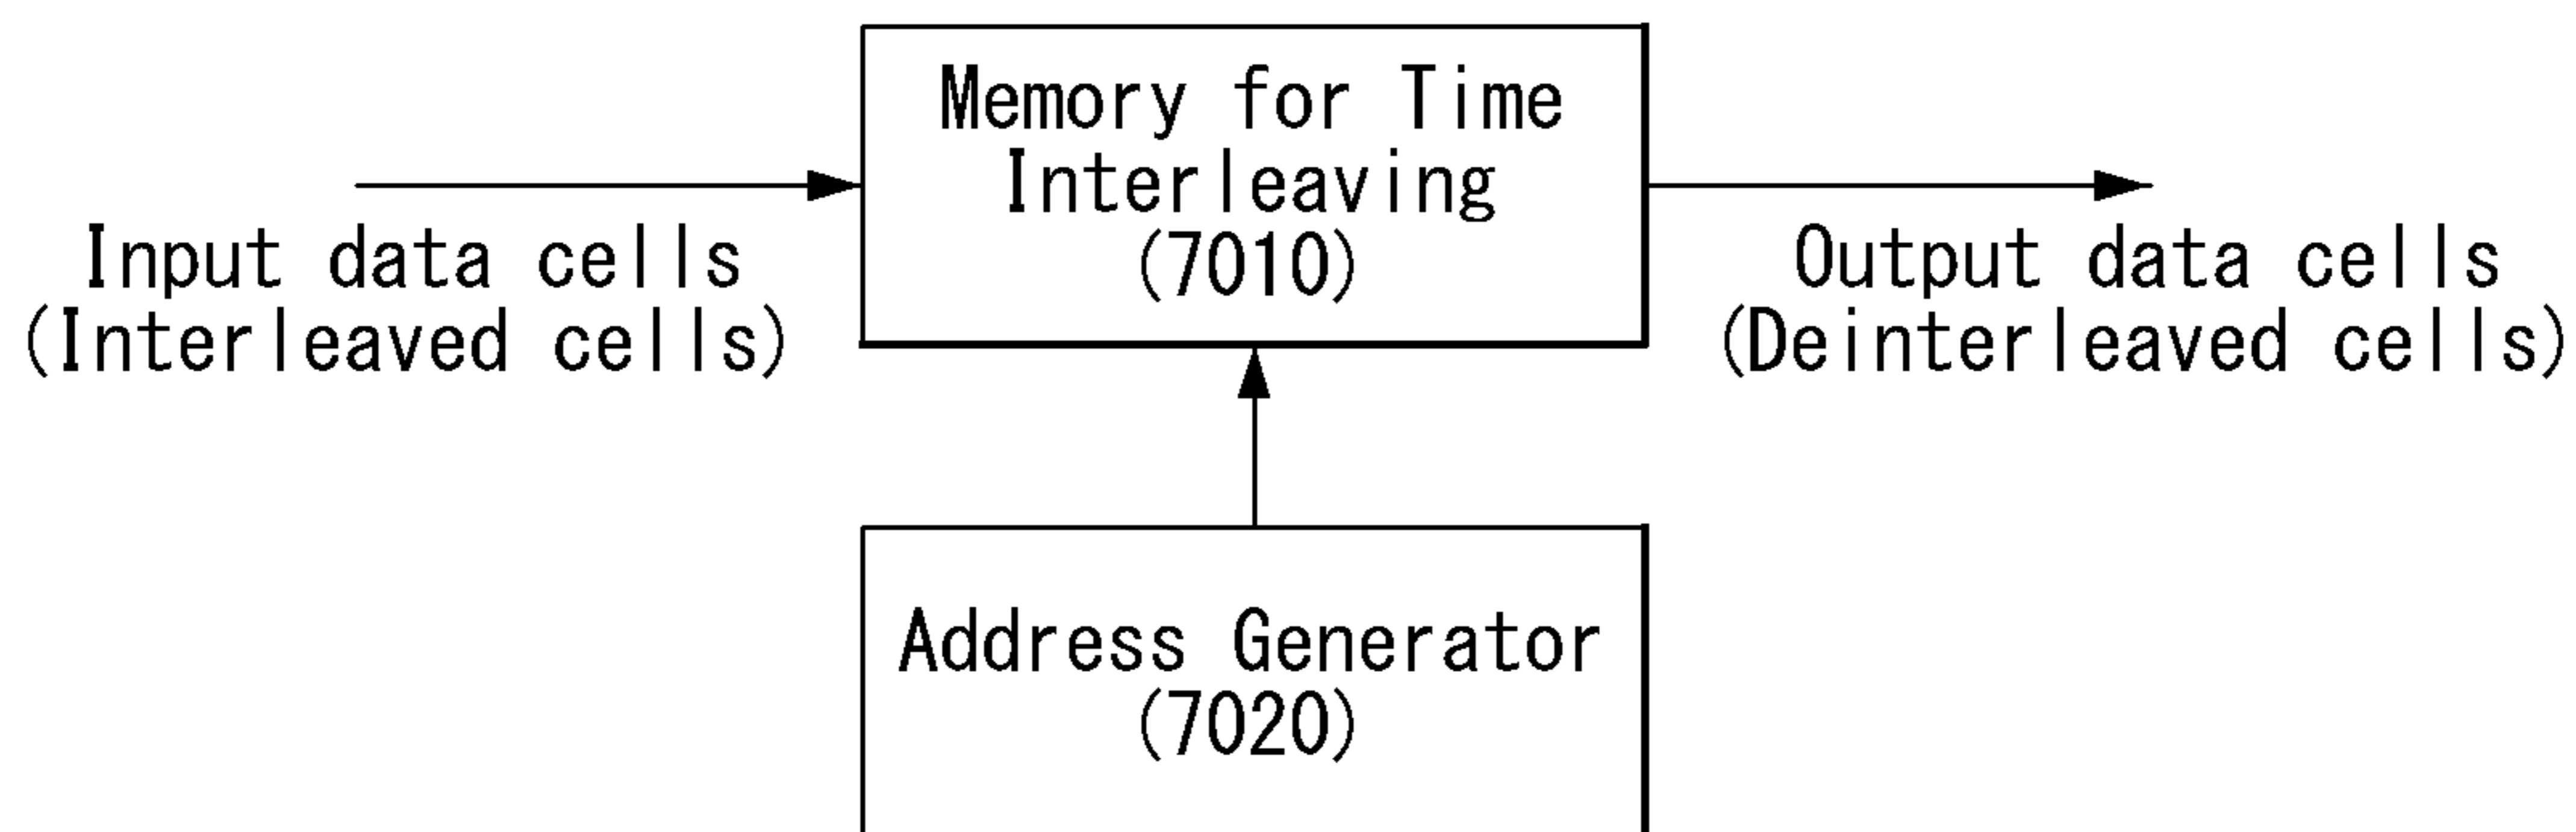 Memory for Time
Interleaving
(7010)
Input data cells
(Interleaved cells)
Output data cells
(Deinterleaved cells)
Address Generator
(7020)